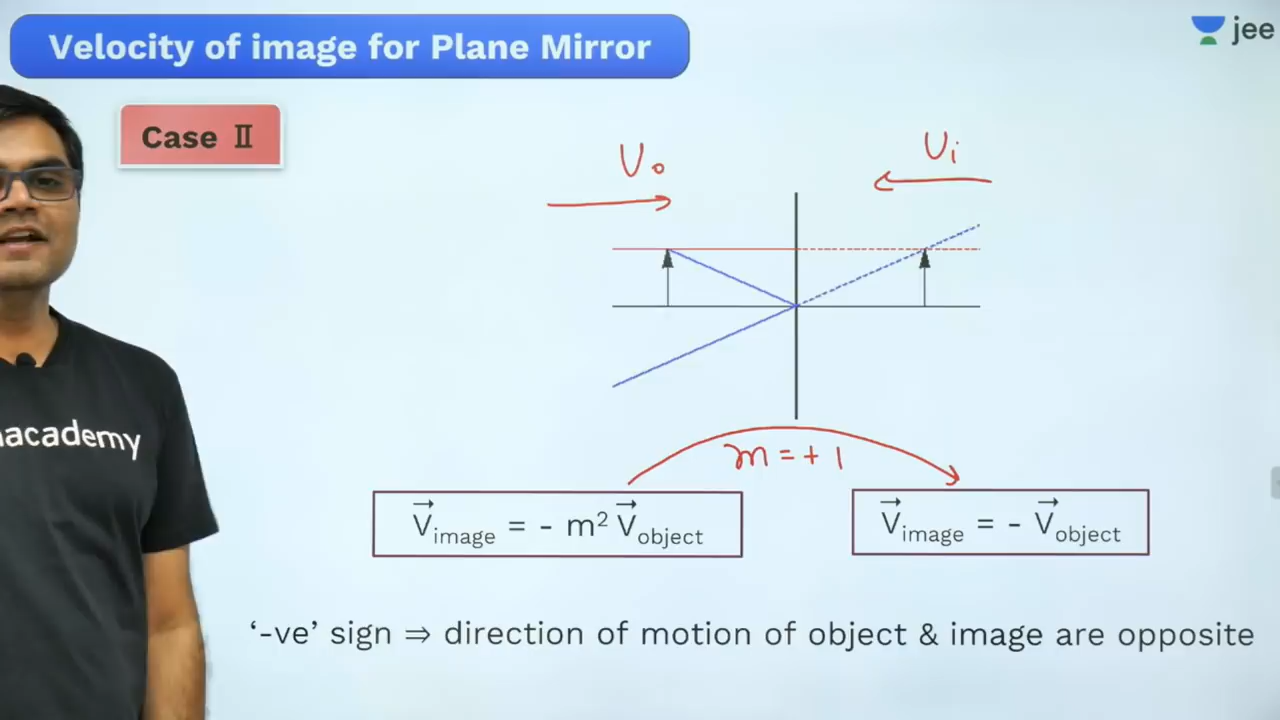 Velocity of image for Plane Mirror
jee
Case II
V₀
Vᵢ
m = + 1
V⃗image = - m² V⃗object
V⃗image = - V⃗object
nacademy
‘-ve’ sign ⇒ direction of motion of object & image are opposite